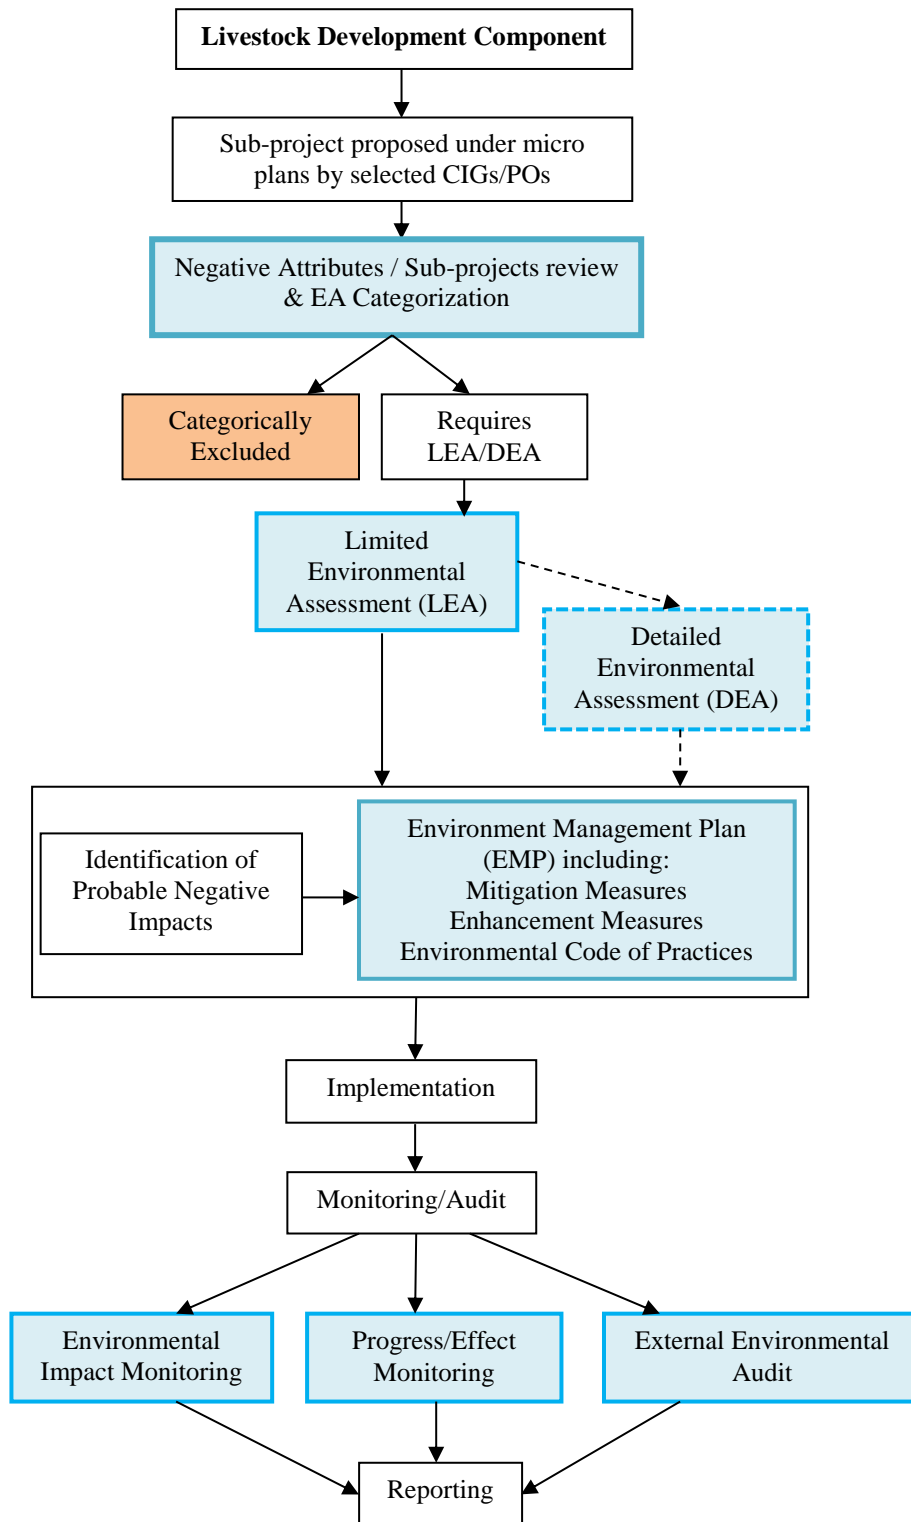 Livestock Development Component
Sub-project proposed under micro
plans by selected CIGs/POs
Negative Attributes / Sub-projects review
& EA Categorization
Categorically
Excluded
Requires
LEA/DEA
Limited
Environmental
Assessment (LEA)
Detailed
Environmental
Assessment (DEA)
Identification of
Probable Negative
Impacts
Environment Management Plan
(EMP) including:
Mitigation Measures
Enhancement Measures
Environmental Code of Practices
Implementation
Monitoring/Audit
Environmental
Impact Monitoring
Progress/Effect
Monitoring
External Environmental
Audit
Reporting